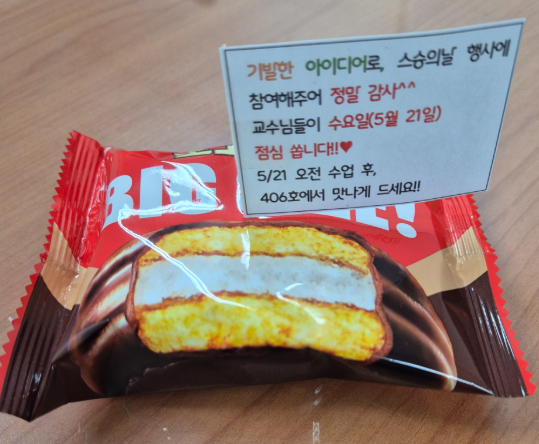 기발한 아이디어로, 스승의날 행사에
참여해주어 정말 감사^^
교수님들이 수요일(5월 21일)
점심 쏩니다!!♥
5/21 오전 수업 후,
406호에서 맛나게 드세요!!
BIG